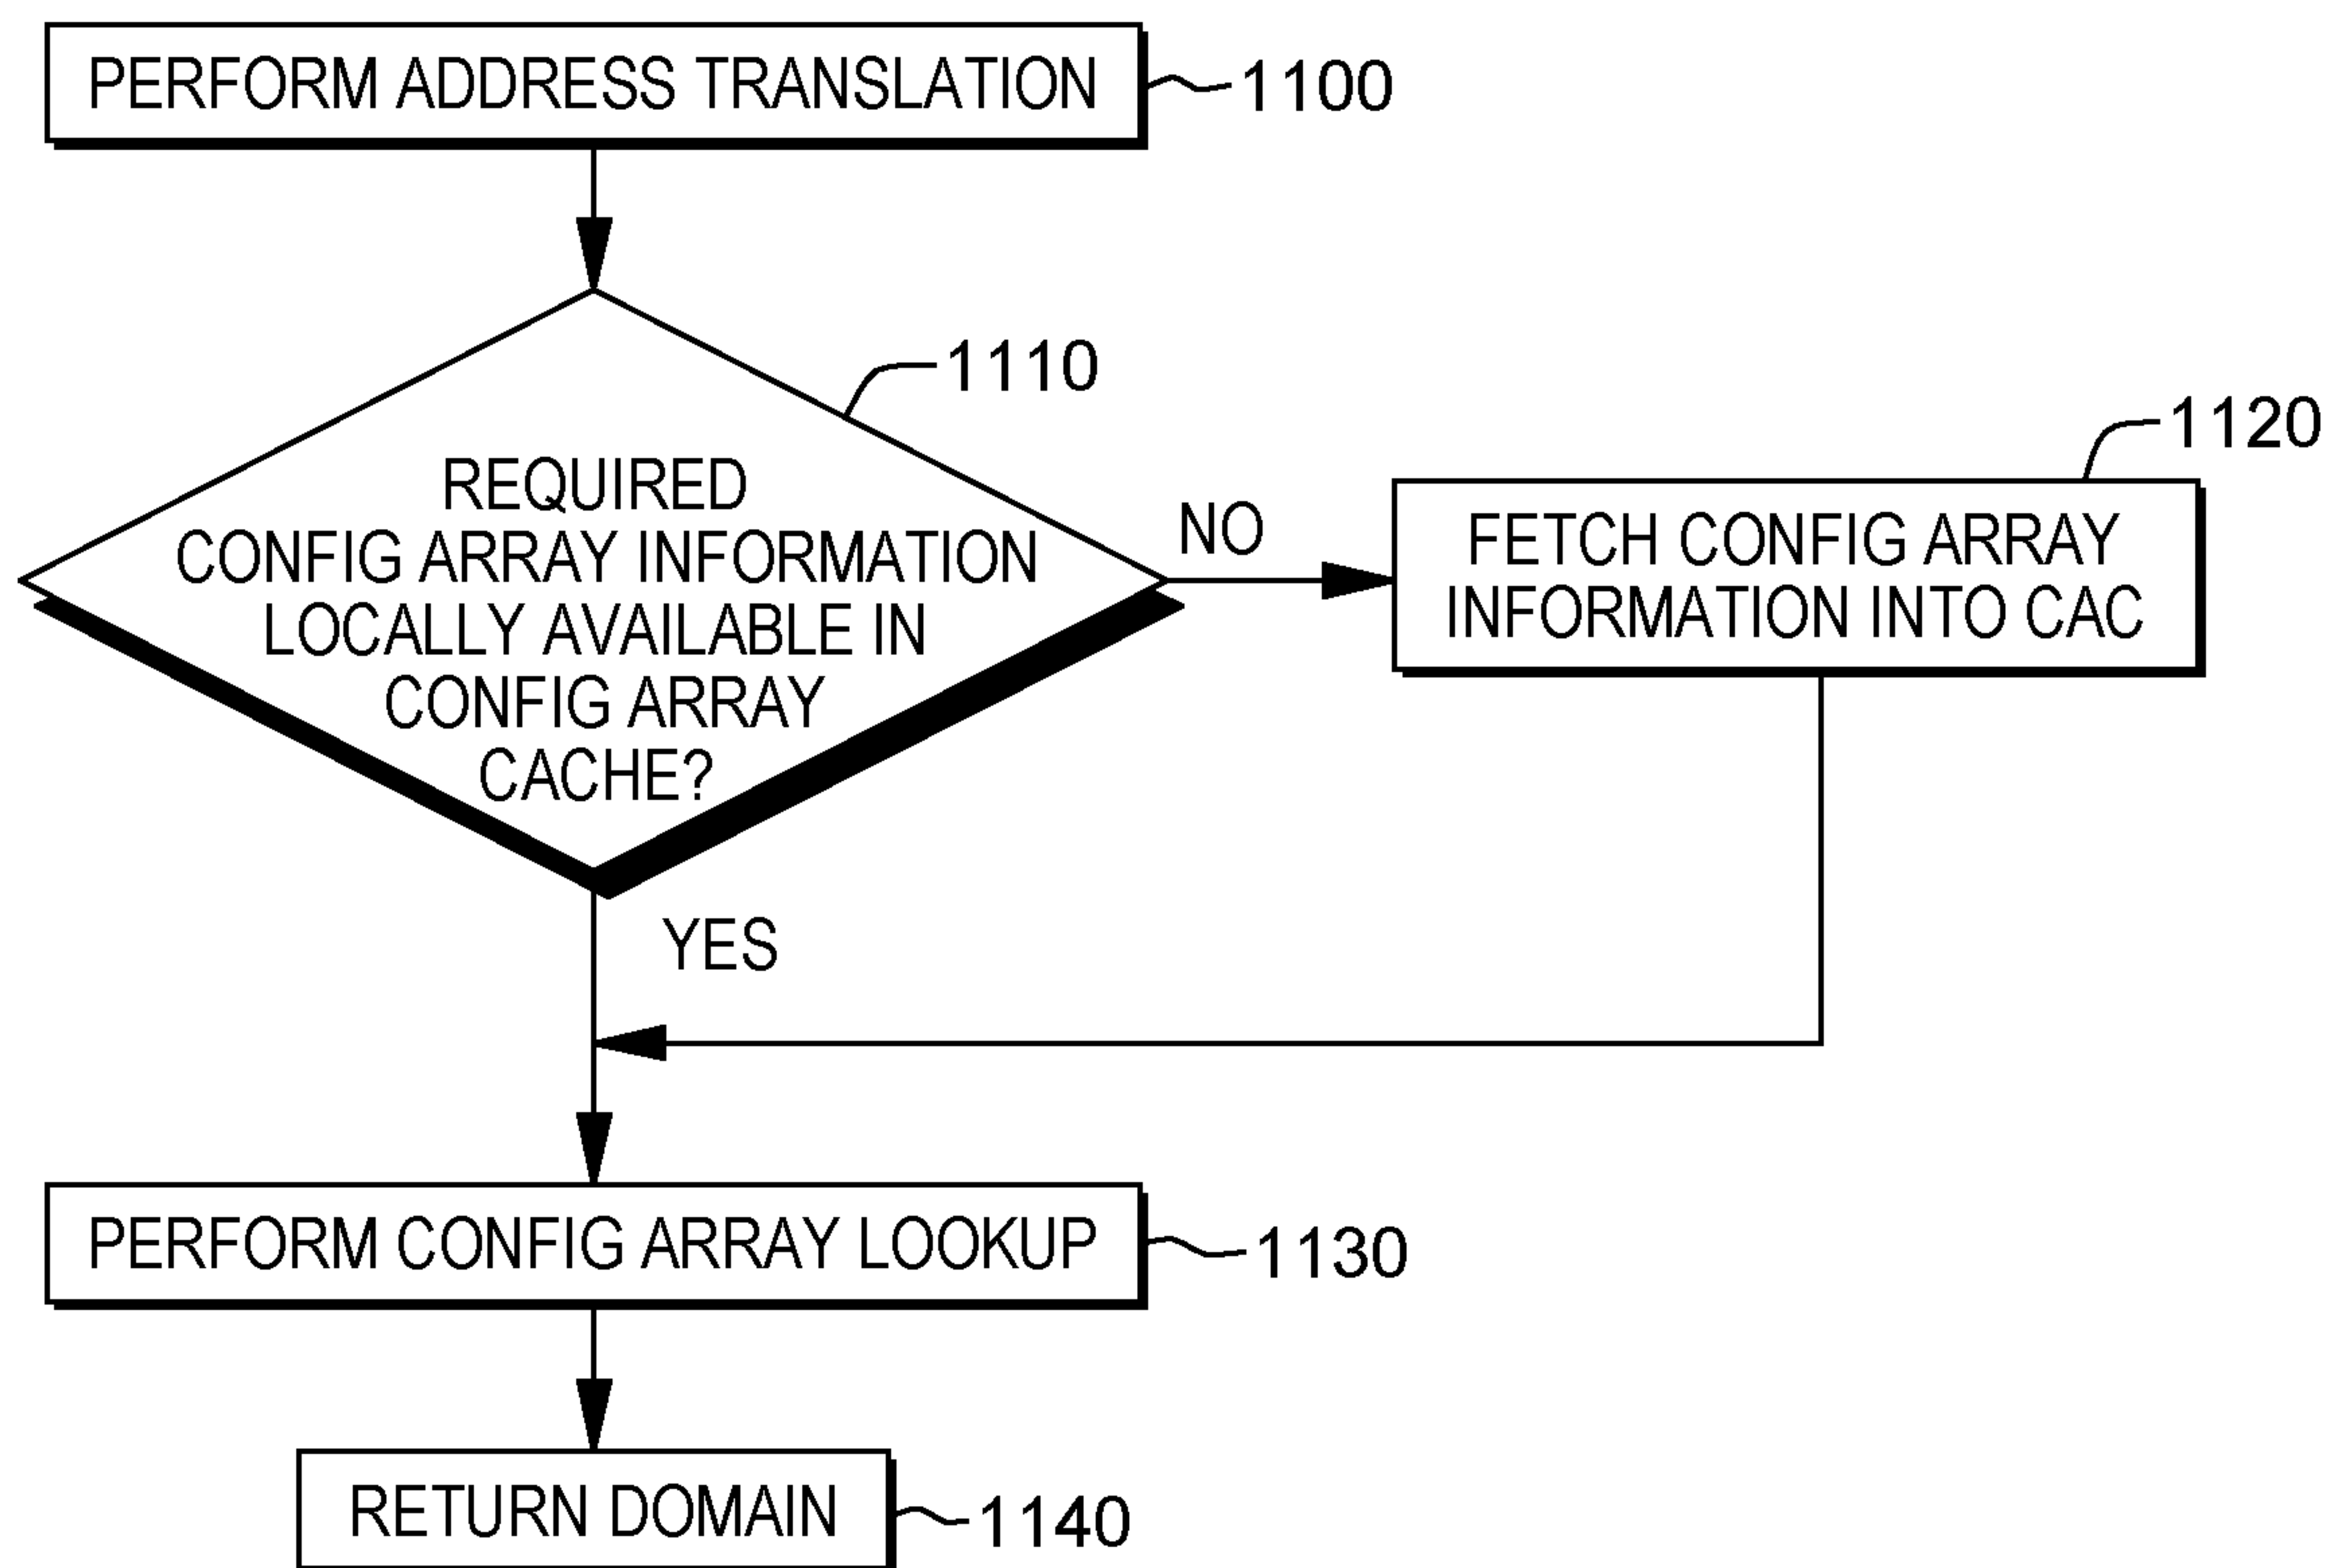 PERFORM ADDRESS TRANSLATION
1100
1110
REQUIRED
CONFIG ARRAY INFORMATION
LOCALLY AVAILABLE IN
CONFIG ARRAY
CACHE?
NO
1120
FETCH CONFIG ARRAY
INFORMATION INTO CAC
YES
PERFORM CONFIG ARRAY LOOKUP
1130
RETURN DOMAIN
1140